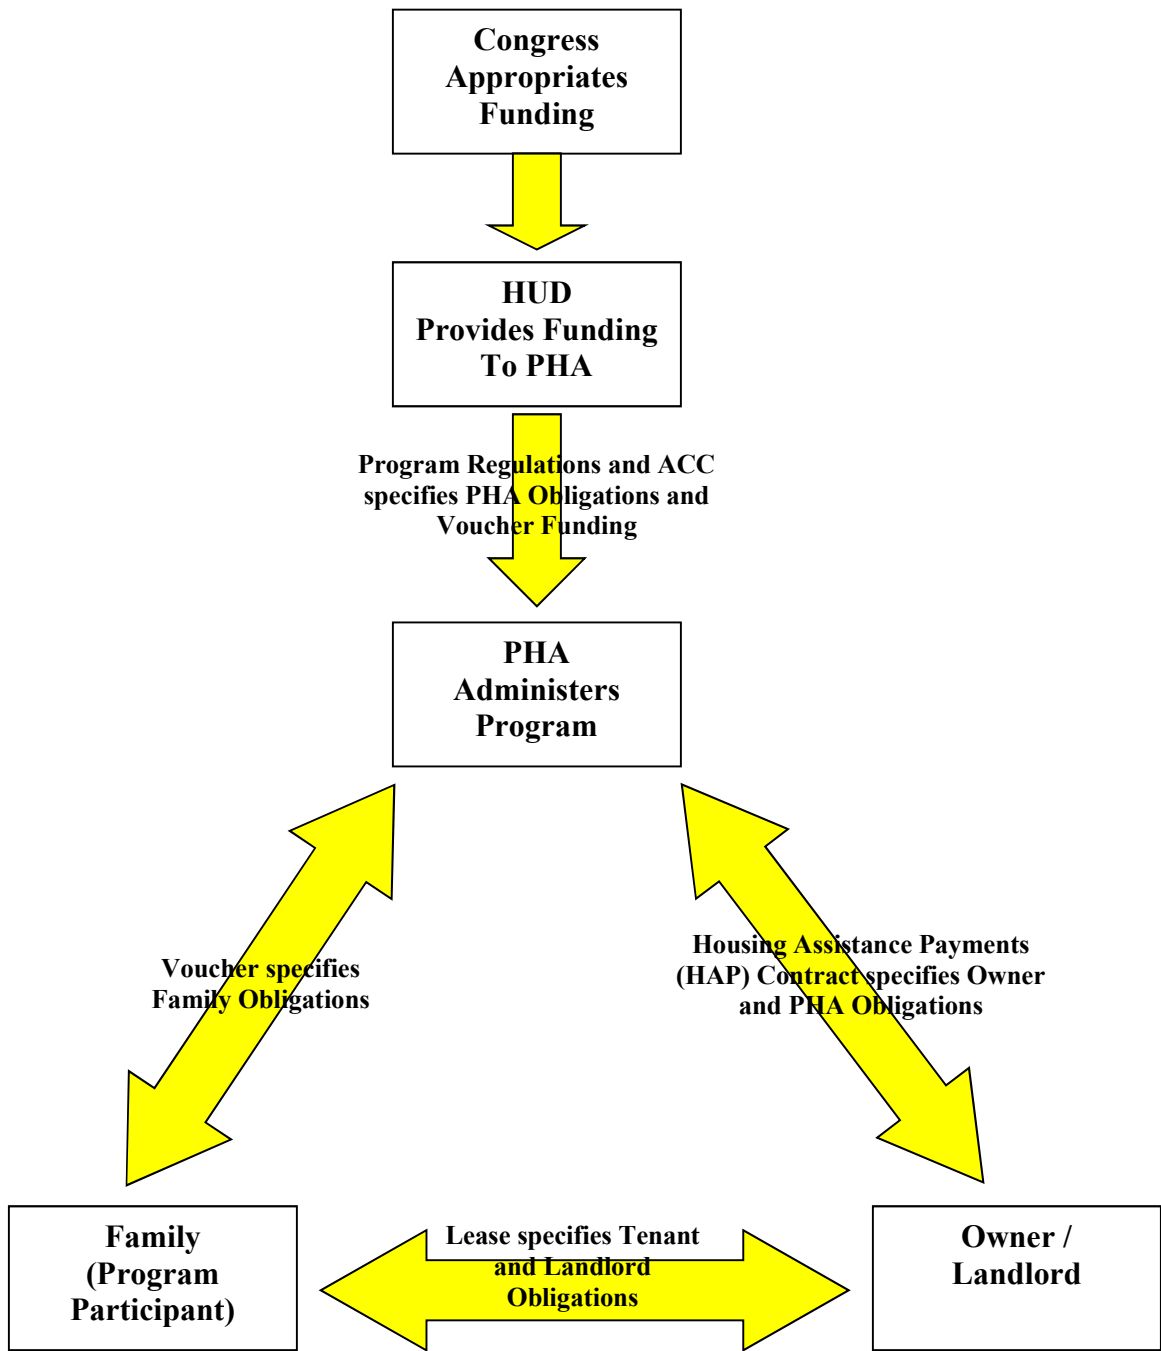 Congress
Appropriates
Funding
HUD
Provides Funding
To PHA
Program Regulations and ACC
specifies PHA Obligations and
Voucher Funding
PHA
Administers
Program
Voucher specifies
Family Obligations
Housing Assistance Payments
(HAP) Contract specifies Owner
and PHA Obligations
Family
(Program
Participant)
Lease specifies Tenant
and Landlord
Obligations
Owner /
Landlord